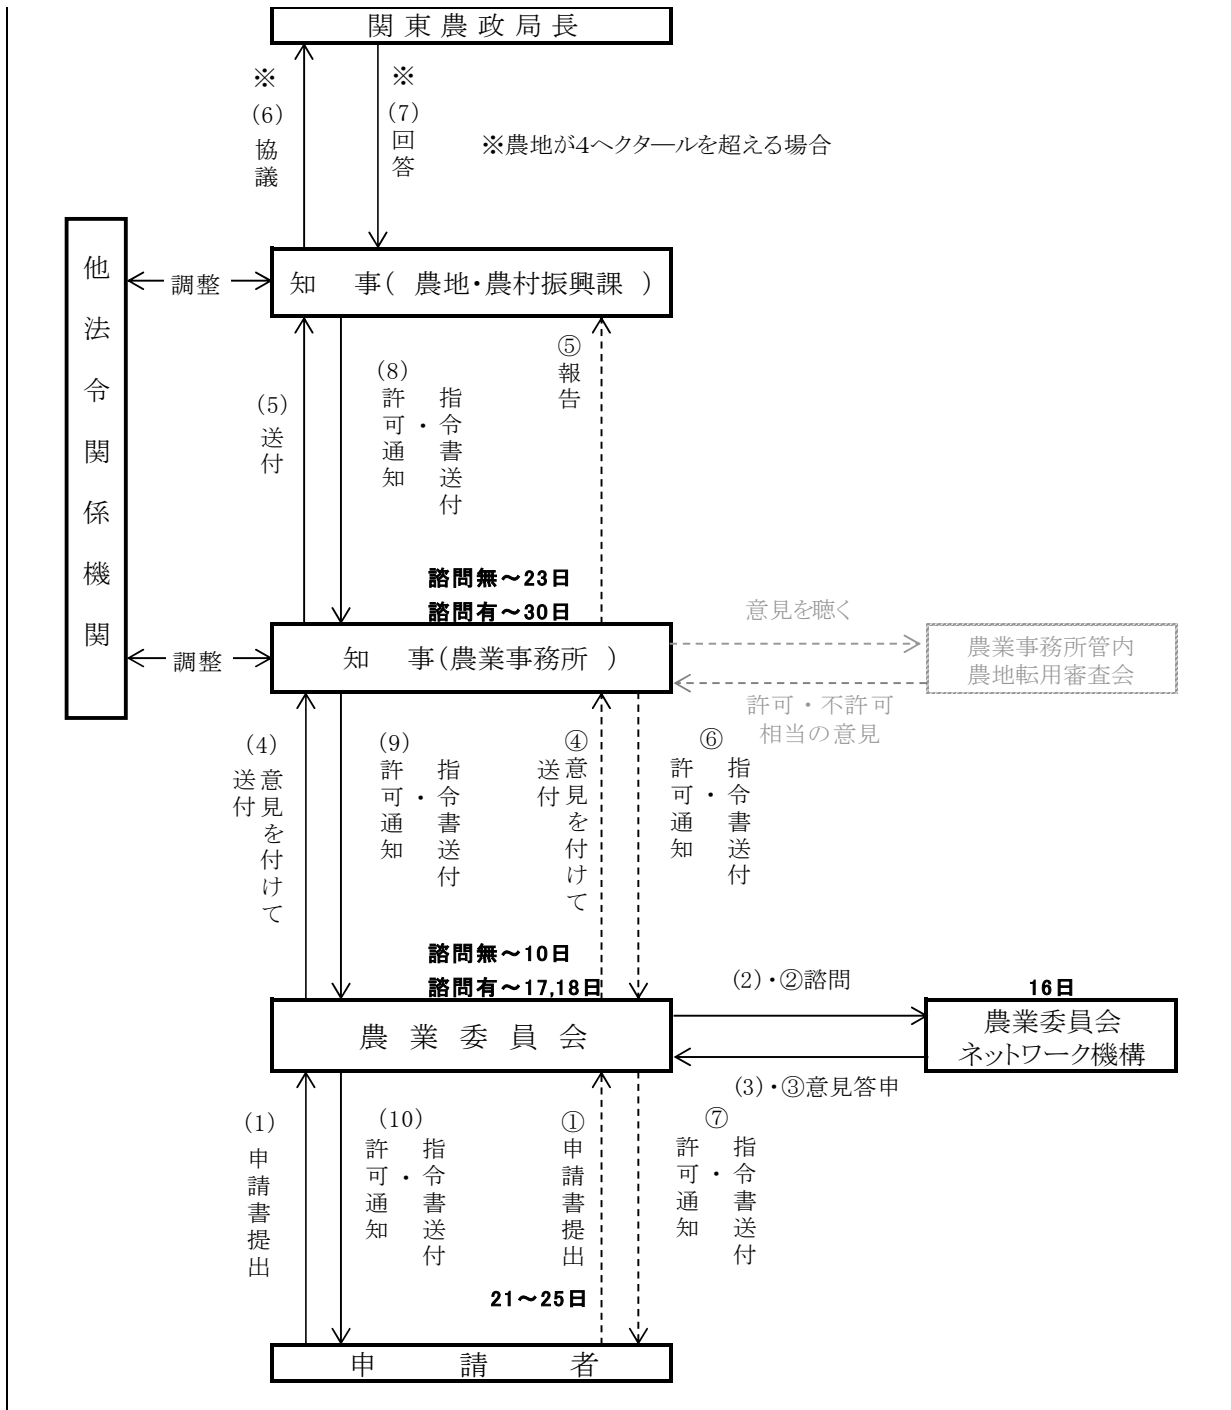 関東農政局長
※
(6)
協議
※
(7)
回答
※農地が4ヘクタールを超える場合
他法令関係機関
調整
知　事(　農地・農村振興課　)
(5)
送付
(8)
指令書送付
・
許可通知
⑤
報告
諮問無～23日
諮問有～30日
調整
知　事(農業事務所　)
意見を聴く
農業事務所管内
農地転用審査会
許可・不許可
相当の意見
(4)
意見を付けて
送付
(9)
指令書送付
・
許可通知
④
意見を付けて
送付
⑥
指令書送付
・
許可通知
諮問無～10日
諮問有～17,18日
(2)・②諮問
16日
農業委員会
農業委員会
ネットワーク機構
(3)・③意見答申
(1)
申請書提出
(10)
指令書送付
・
許可通知
①
申請書提出
⑦
指令書送付
・
許可通知
21～25日
申請者